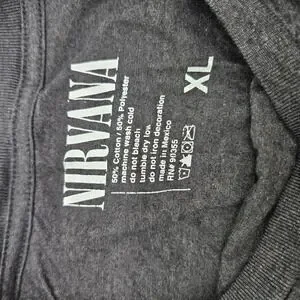 NIRVANA
50% Cotton / 50% Polyester
machine wash cold
do not bleach
tumble dry low
do not iron decoration
made in Mexico
RN# 90355
XL